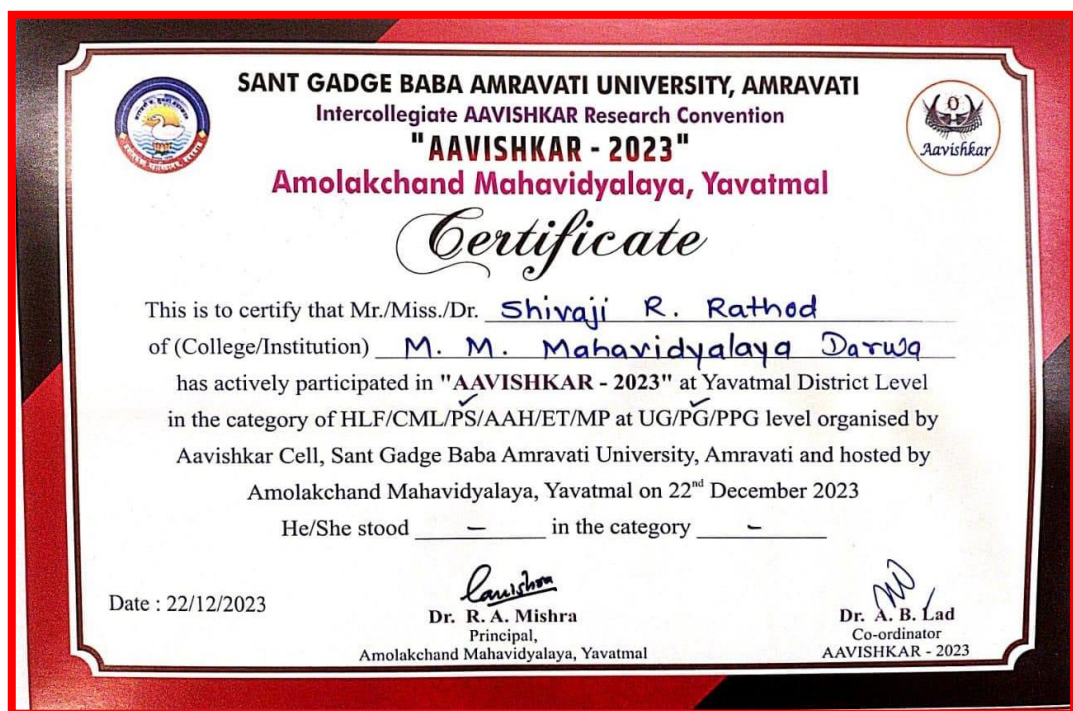 SANT GADGE BABA AMRAVATI UNIVERSITY, AMRAVATI
Intercollegiate AAVISHKAR Research Convention
"AAVISHKAR - 2023"
Amolakchand Mahavidyalaya, Yavatmal
Aavishkar
Certificate
This is to certify that Mr./Miss./Dr. Shivaji R. Rathod
of (College/Institution) M. M. Mahavidyalaya Darwa
has actively participated in "AAVISHKAR - 2023" at Yavatmal District Level
in the category of HLF/CML/PS/AAH/ET/MP at UG/PG/PPG level organised by
Aavishkar Cell, Sant Gadge Baba Amravati University, Amravati and hosted by
Amolakchand Mahavidyalaya, Yavatmal on 22nd December 2023
He/She stood - in the category -
Date : 22/12/2023
Dr. R. A. Mishra
Principal,
Amolakchand Mahavidyalaya, Yavatmal
Dr. A. B. Lad
Co-ordinator
AAVISHKAR - 2023